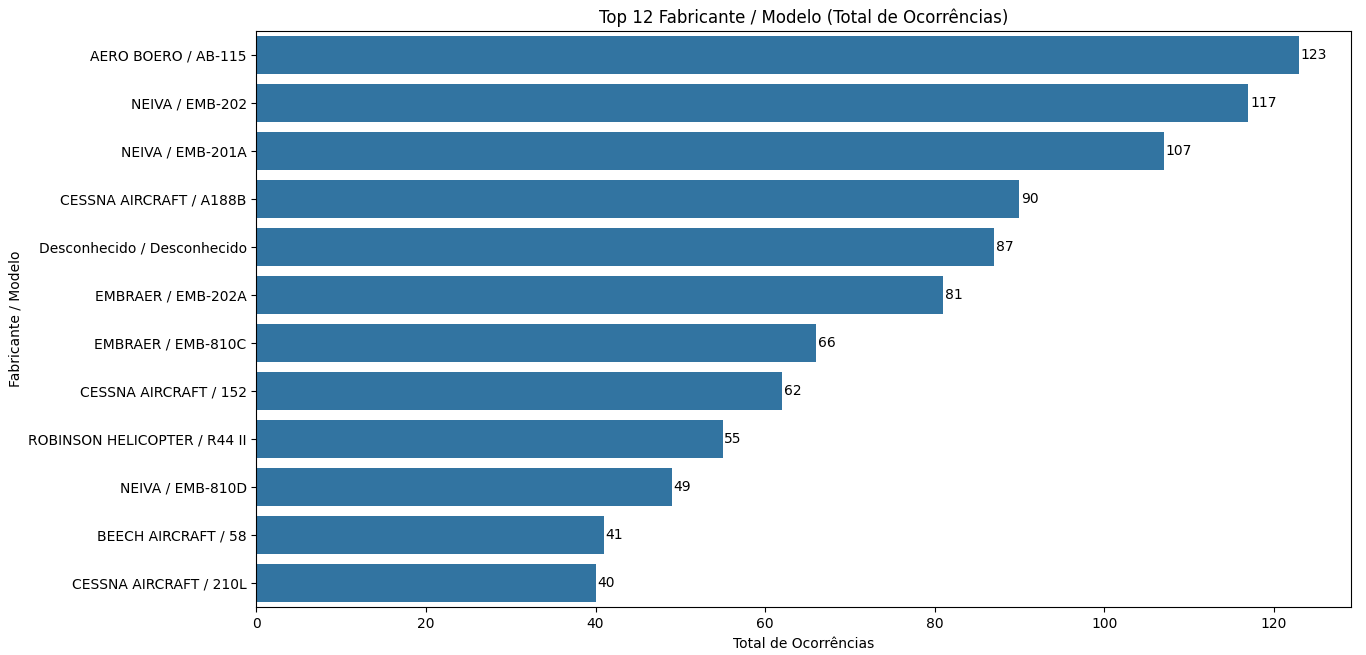 Top 12 Fabricante / Modelo (Total de Ocorrências)
Fabricante / Modelo
AERO BOERO / AB-115 123
NEIVA / EMB-202 117
NEIVA / EMB-201A 107
CESSNA AIRCRAFT / A188B 90
Desconhecido / Desconhecido 87
EMBRAER / EMB-202A 81
EMBRAER / EMB-810C 66
CESSNA AIRCRAFT / 152 62
ROBINSON HELICOPTER / R44 II 55
NEIVA / EMB-810D 49
BEECH AIRCRAFT / 58 41
CESSNA AIRCRAFT / 210L 40
0 20 40 60 80 100 120
Total de Ocorrências